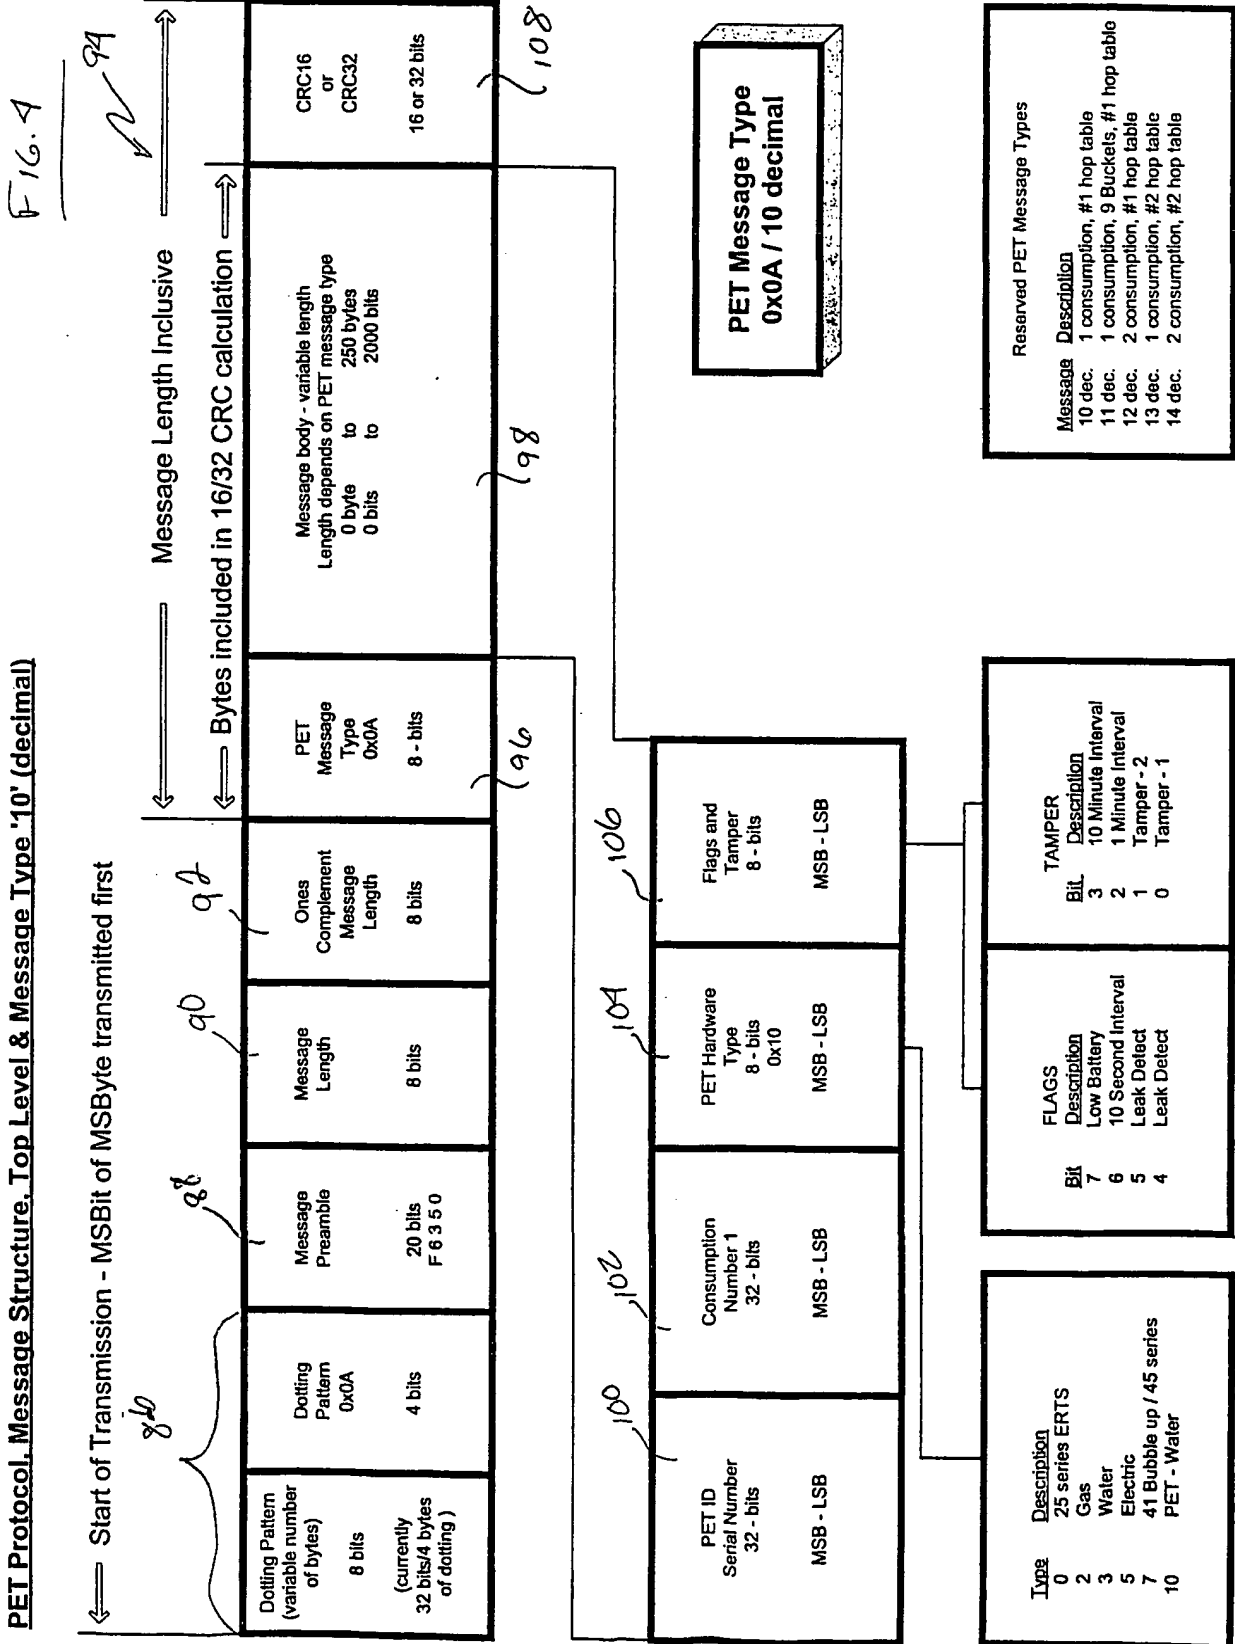 PET Protocol, Message Structure, Top Level & Message Type '10' (decimal)
FIG. 4
94
Start of Transmission - MSBit of MSByte transmitted first
Message Length Inclusive
Bytes included in 16/32 CRC calculation
86
88
90
92
Dotting Pattern
(variable number
of bytes)
8 bits
(currently
32 bits/4 bytes
of dotting )
Dotting
Pattern
0x0A
4 bits
Message
Preamble
20 bits
F 6 3 5 0
Message
Length
8 bits
Ones
Complement
Message
Length
8 bits
PET
Message
Type
0x0A
8 - bits
Message body - variable length
Length depends on PET message type
0 byte to 250 bytes
0 bits to 2000 bits
CRC16
or
CRC32
16 or 32 bits
96
98
108
100
102
104
106
PET ID
Serial Number
32 - bits
MSB - LSB
Consumption
Number 1
32 - bits
MSB - LSB
PET Hardware
Type
8 - bits
0x10
MSB - LSB
Flags and
Tamper
8 - bits
MSB - LSB
PET Message Type
0x0A / 10 decimal
Type Description
0 25 series ERTS
2 Gas
3 Water
5 Electric
7 41 Bubble up / 45 series
10 PET - Water
FLAGS
Bit Description
7 Low Battery
6 10 Second Interval
5 Leak Detect
4 Leak Detect
TAMPER
Bit Description
3 10 Minute Interval
2 1 Minute Interval
1 Tamper - 2
0 Tamper - 1
Reserved PET Message Types
Message Description
10 dec. 1 consumption, #1 hop table
11 dec. 1 consumption, 9 Buckets, #1 hop table
12 dec. 2 consumption, #1 hop table
13 dec. 1 consumption, #2 hop table
14 dec. 2 consumption, #2 hop table